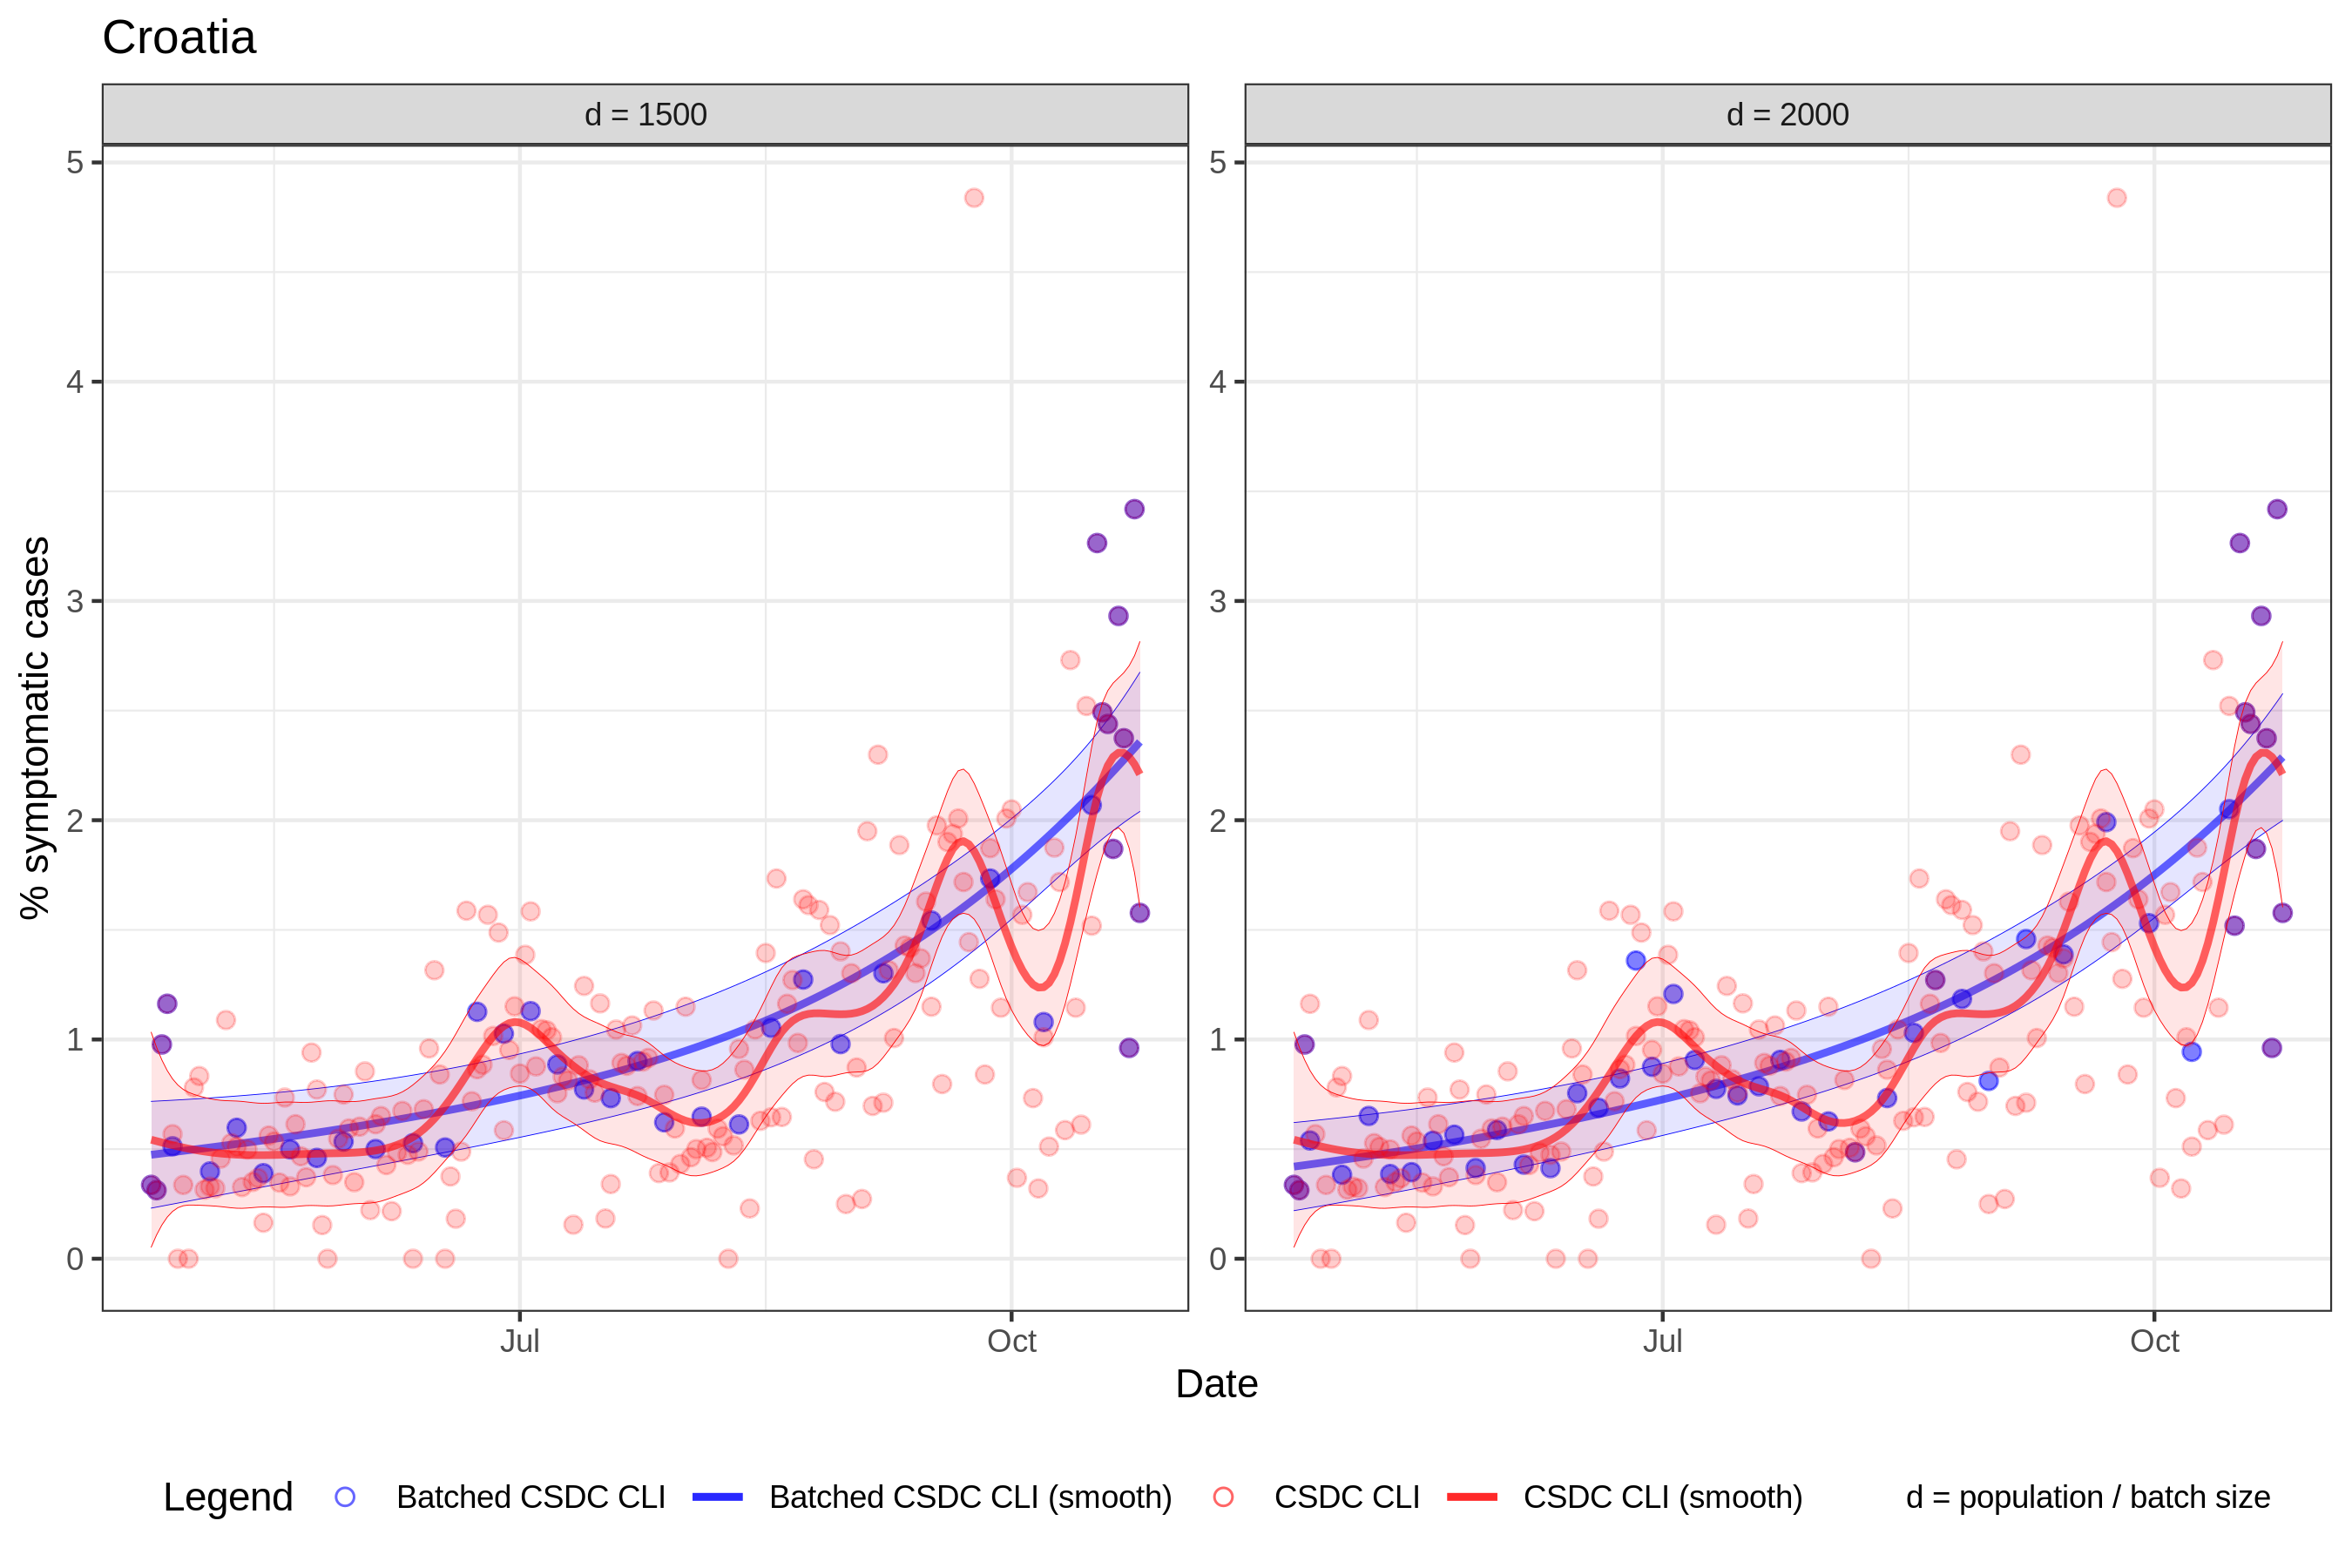 Croatia
d = 1500
d = 2000
% symptomatic cases
5
4
3
2
1
0
5
4
3
2
1
0
Jul
Oct
Jul
Oct
Date
Legend
Batched CSDC CLI
Batched CSDC CLI (smooth)
CSDC CLI
CSDC CLI (smooth)
d = population / batch size